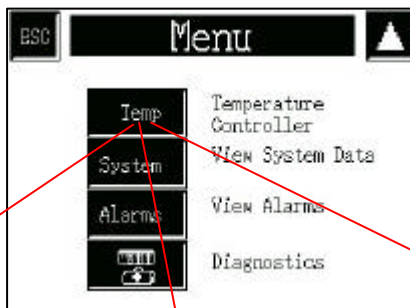 ESC Menu
Temp Temperature
Controller
System View System Data
Alarms View Alarms
Diagnostics